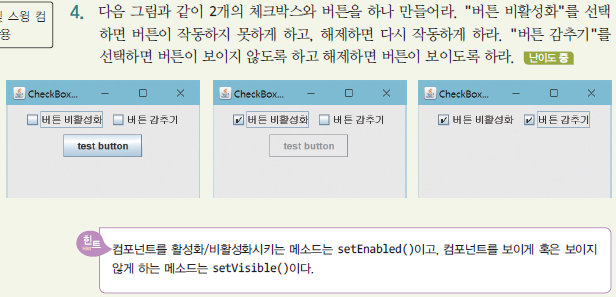 스윙 컴
용
4. 다음 그림과 같이 2개의 체크박스와 버튼을 하나 만들어라. "버튼 비활성화"를 선택
하면 버튼이 작동하지 못하게 하고, 해제하면 다시 작동하게 하라. "버튼 감추기"를
선택하면 버튼이 보이지 않도록 하고 해제하면 버튼이 보이도록 하라. 난이도 중
CheckBox... CheckBox... CheckBox...
버튼 비활성화 버튼 감추기 버튼 비활성화 버튼 감추기 버튼 비활성화 버튼 감추기
test button test button
힌트 컴포넌트를 활성화/비활성화시키는 메소드는 setEnabled()이고, 컴포넌트를 보이게 혹은 보이지
않게 하는 메소드는 setVisible()이다.